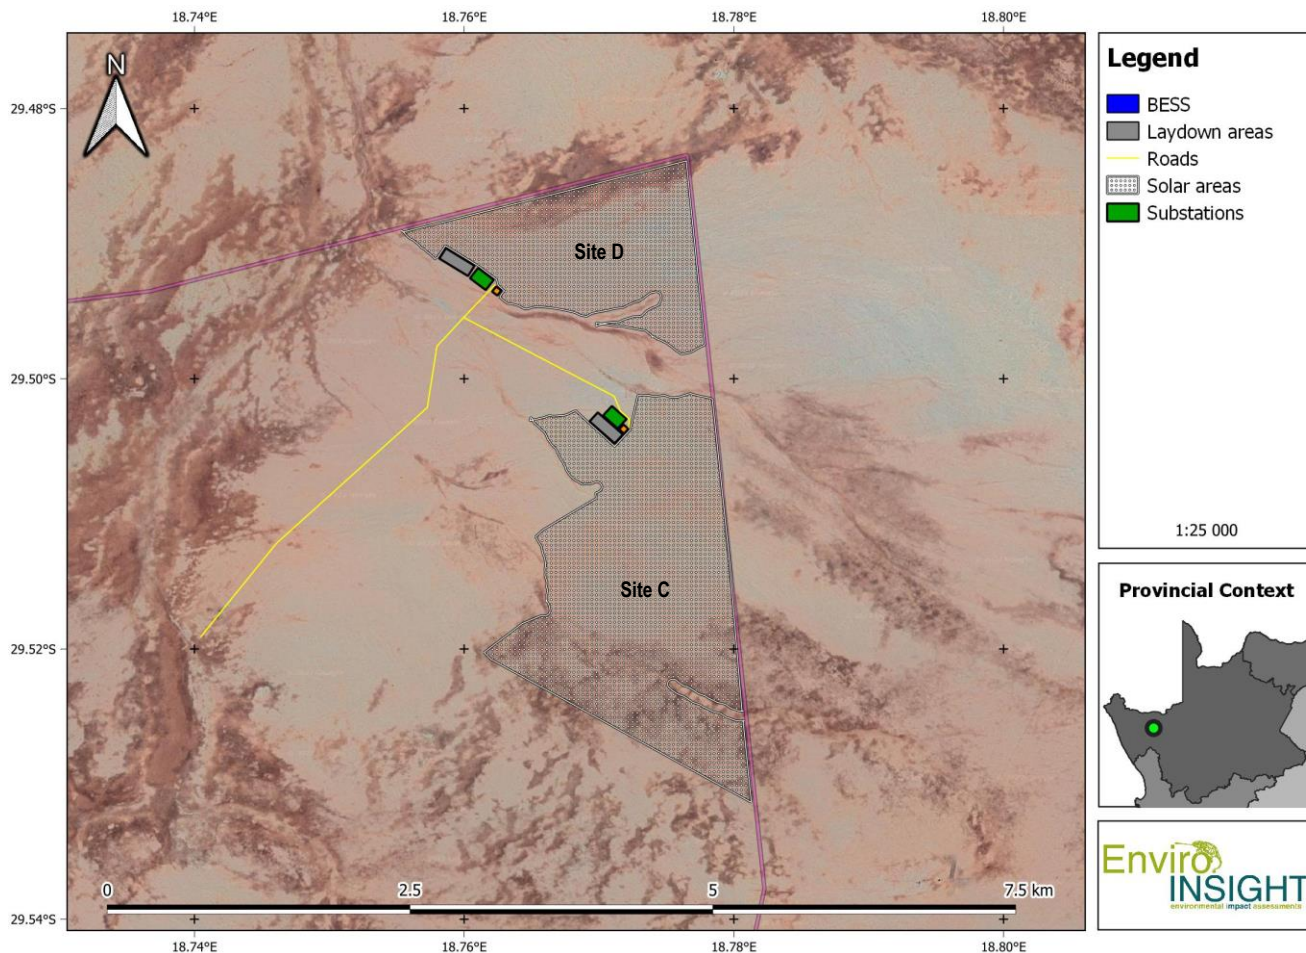 18.74°E 18.76°E 18.78°E 18.80°E
N
29.48°S
29.50°S
29.52°S
29.54°S
Site D
Site C
0 2.5 5 7.5 km
18.74°E 18.76°E 18.78°E 18.80°E
Legend
BESS
Laydown areas
Roads
Solar areas
Substations
1:25 000
Provincial Context
Enviro
INSIGHT
environmental impact assessments